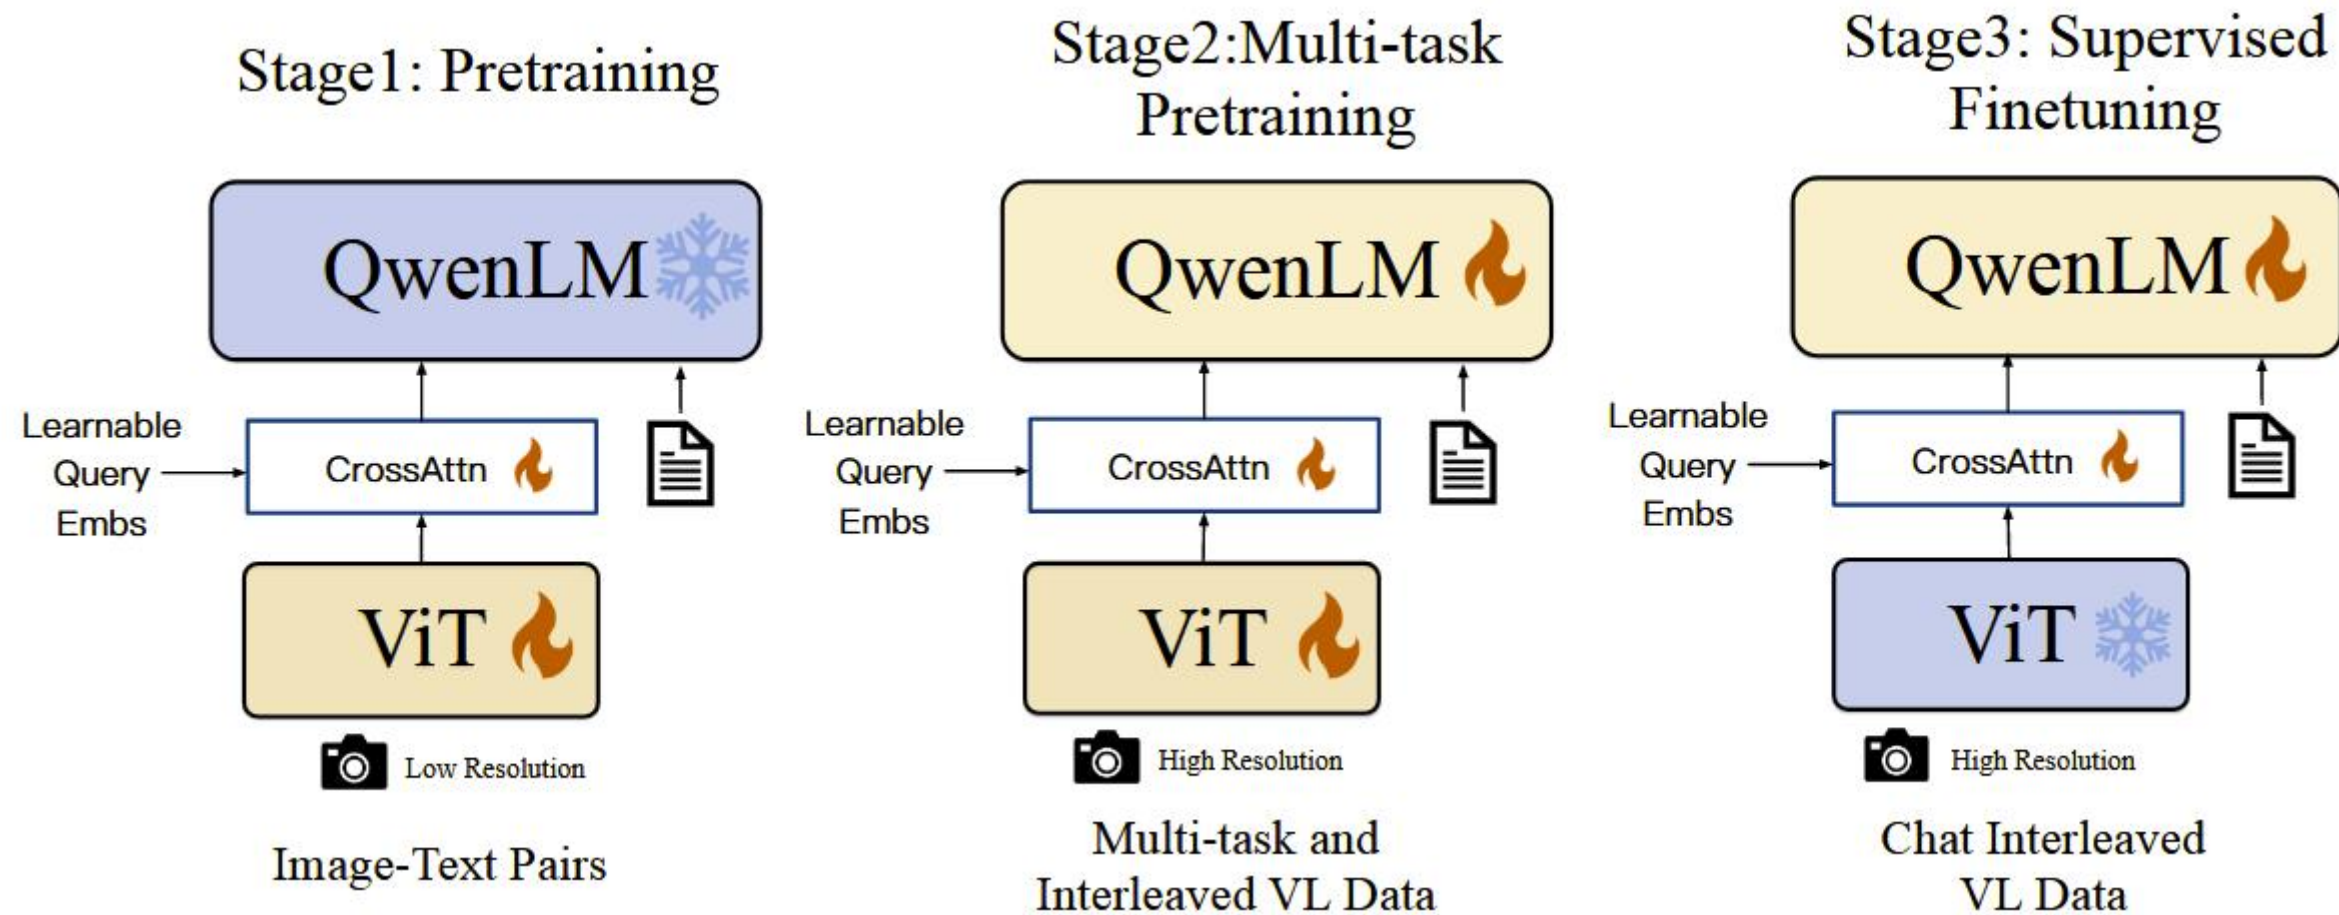 Stage1: Pretraining
QwenLM
Learnable
Query
Embs
CrossAttn
ViT
Low Resolution
Image-Text Pairs
Stage2:Multi-task
Pretraining
QwenLM
Learnable
Query
Embs
CrossAttn
ViT
High Resolution
Multi-task and
Interleaved VL Data
Stage3: Supervised
Finetuning
QwenLM
Learnable
Query
Embs
CrossAttn
ViT
High Resolution
Chat Interleaved
VL Data